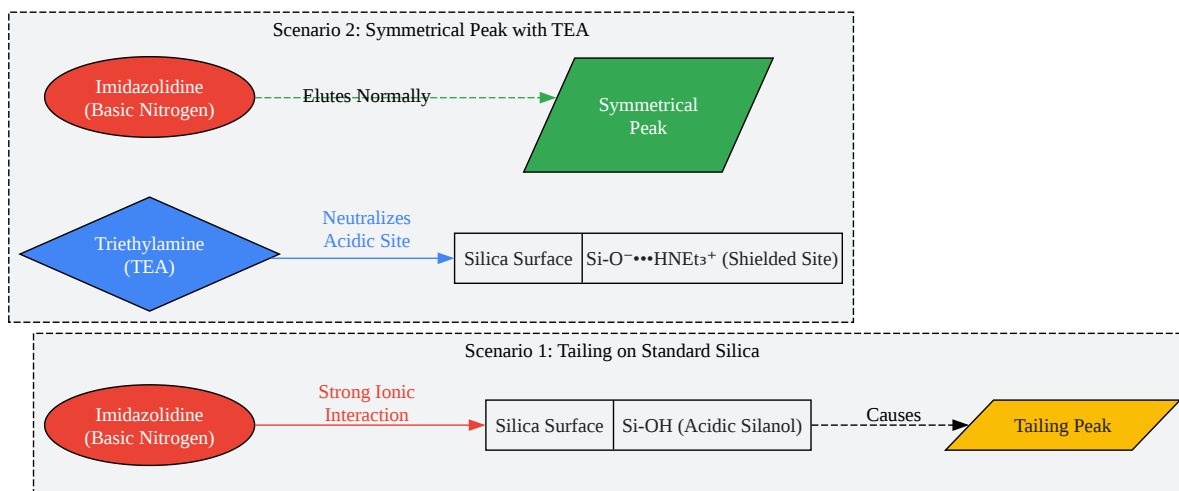 Scenario 2: Symmetrical Peak with TEA
Imidazolidine
(Basic Nitrogen)
Elutes Normally
Symmetrical
Peak
Triethylamine
(TEA)
Neutralizes
Acidic Site
Silica Surface
Si-O⁻•••HNEt₃⁺ (Shielded Site)
Scenario 1: Tailing on Standard Silica
Imidazolidine
(Basic Nitrogen)
Strong Ionic
Interaction
Silica Surface
Si-OH (Acidic Silanol)
Causes
Tailing Peak